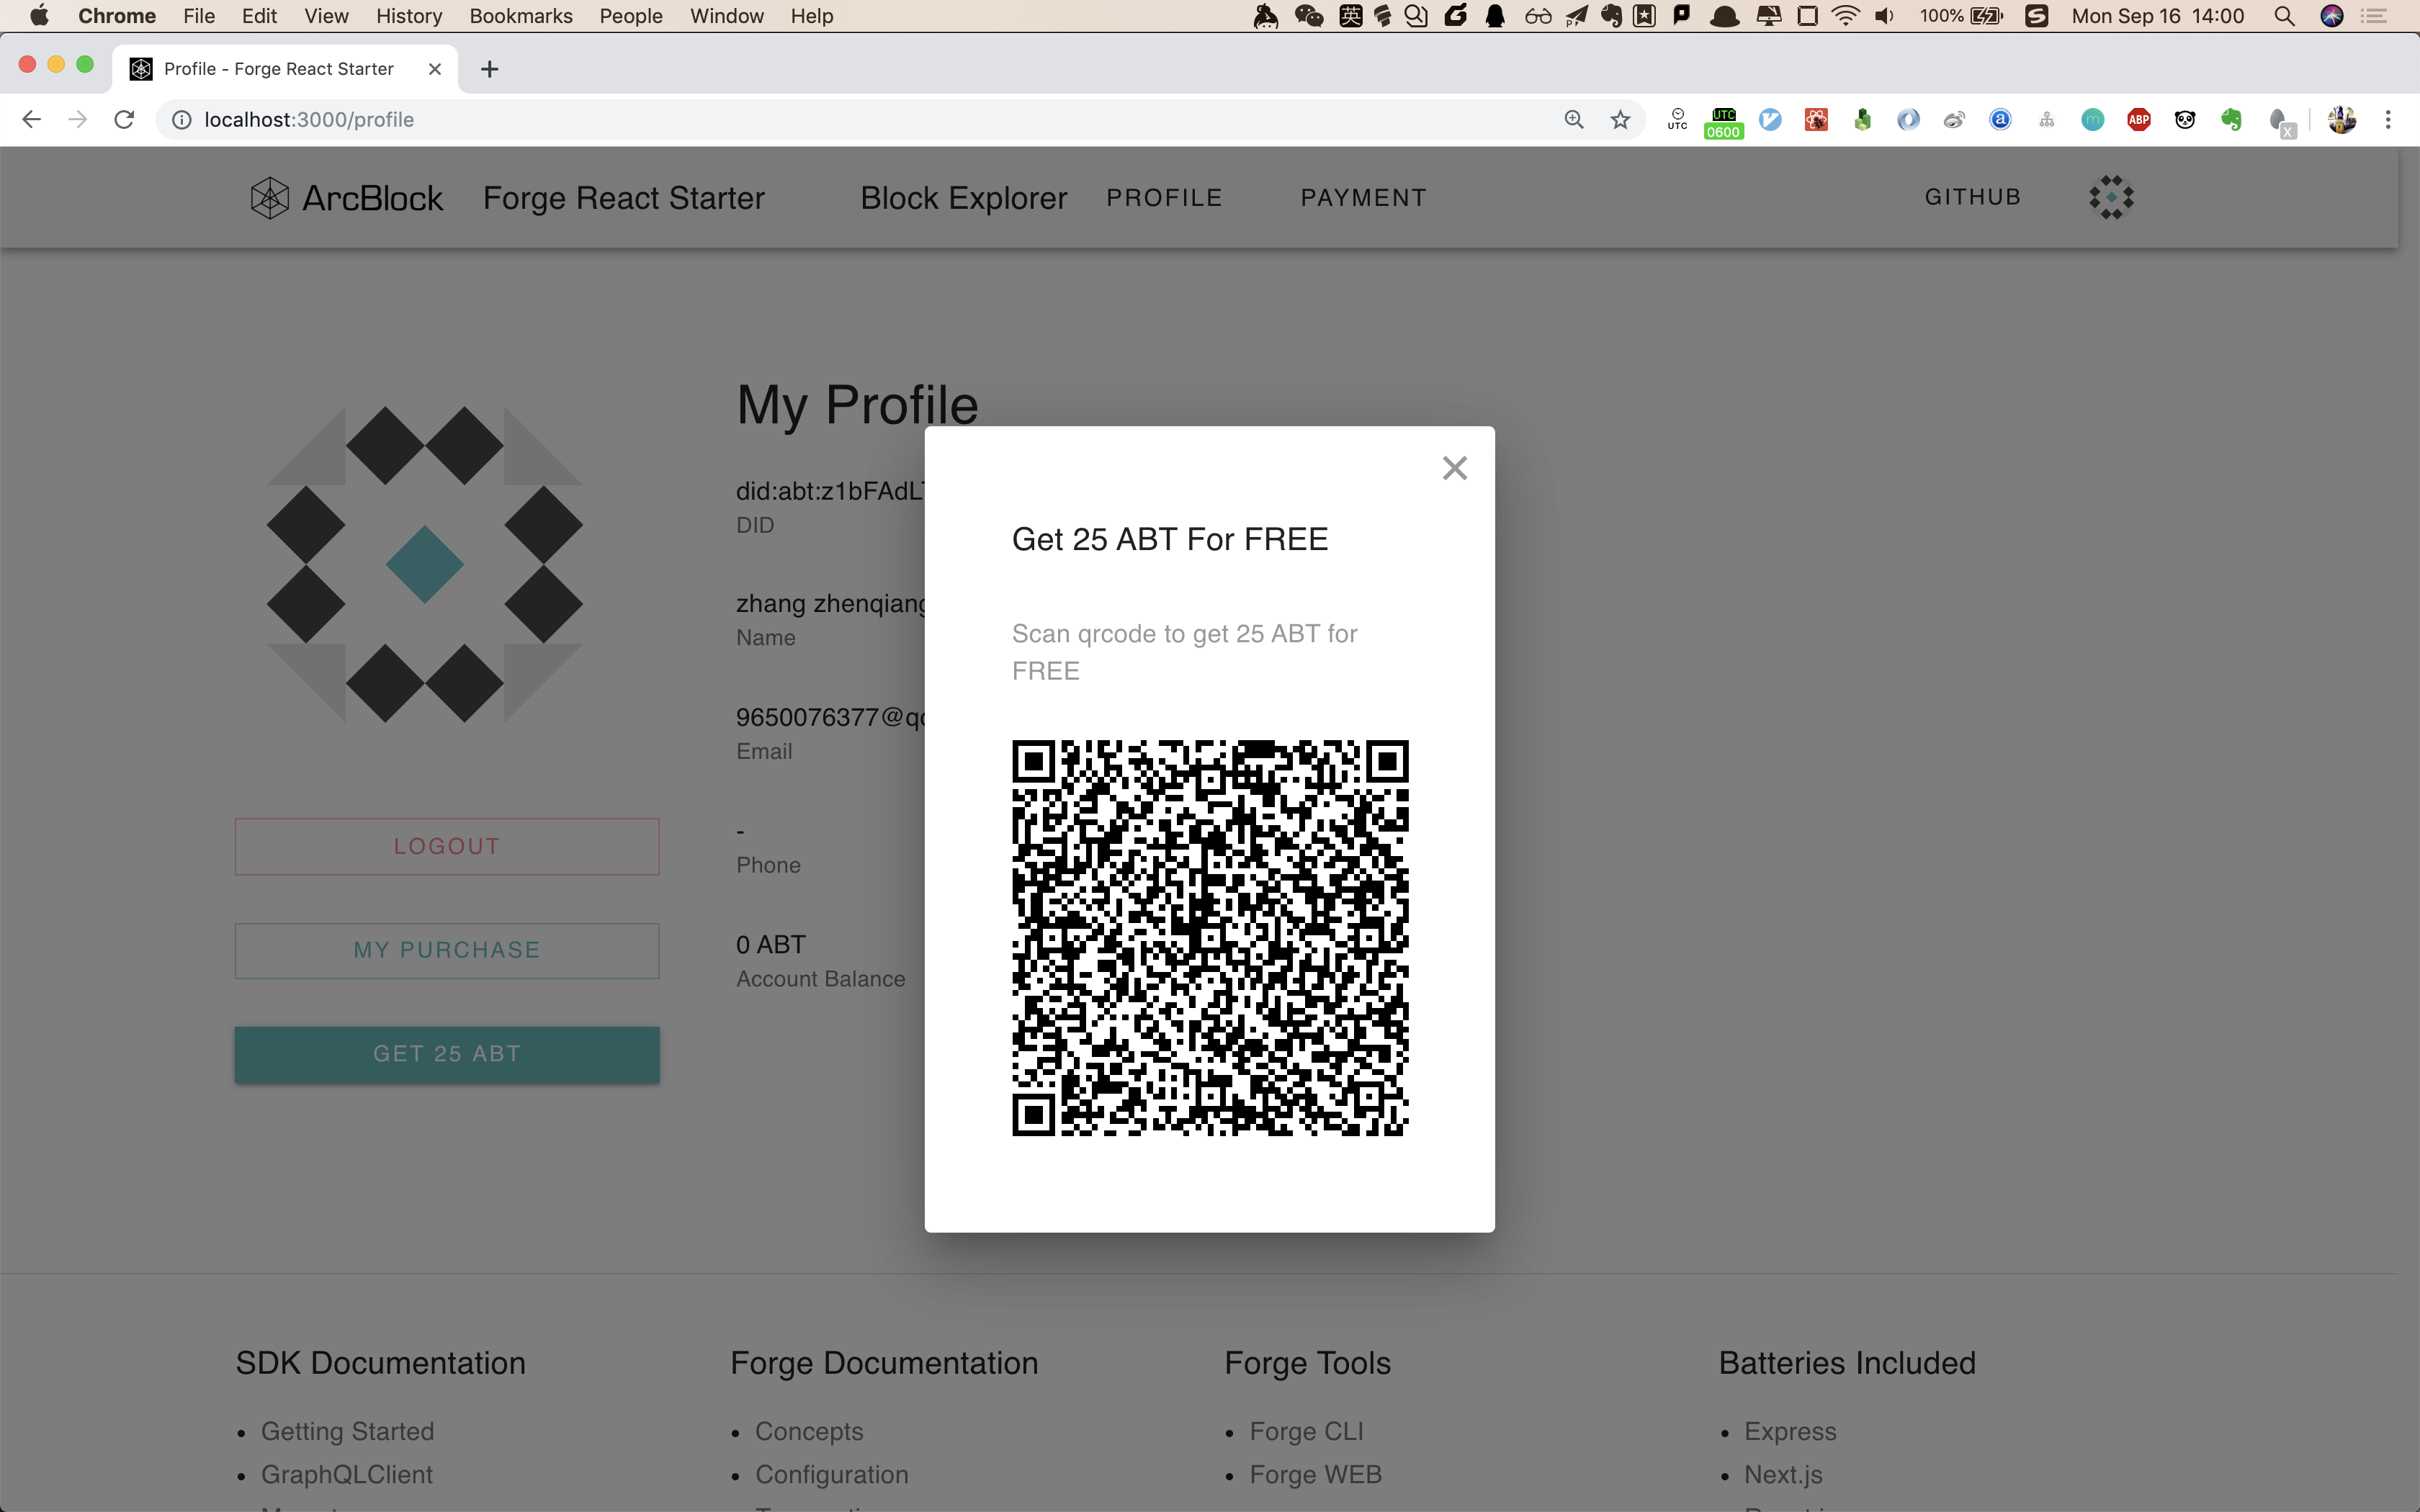 Chrome File Edit View History Bookmarks People Window Help 英 100% Mon Sep 16 14:00
Profile - Forge React Starter
localhost:3000/profile UTC UTC 0600 ABP
ArcBlock Forge React Starter Block Explorer PROFILE PAYMENT GITHUB
My Profile
did:abt:z1bFAdL
DID
zhang zhenqiang
Name
9650076377@qq
Email
-
Phone
0 ABT
Account Balance
LOGOUT
MY PURCHASE
GET 25 ABT
Get 25 ABT For FREE
Scan qrcode to get 25 ABT for
FREE
SDK Documentation
Getting Started
GraphQLClient
Forge Documentation
Concepts
Configuration
Forge Tools
Forge CLI
Forge WEB
Batteries Included
Express
Next.js